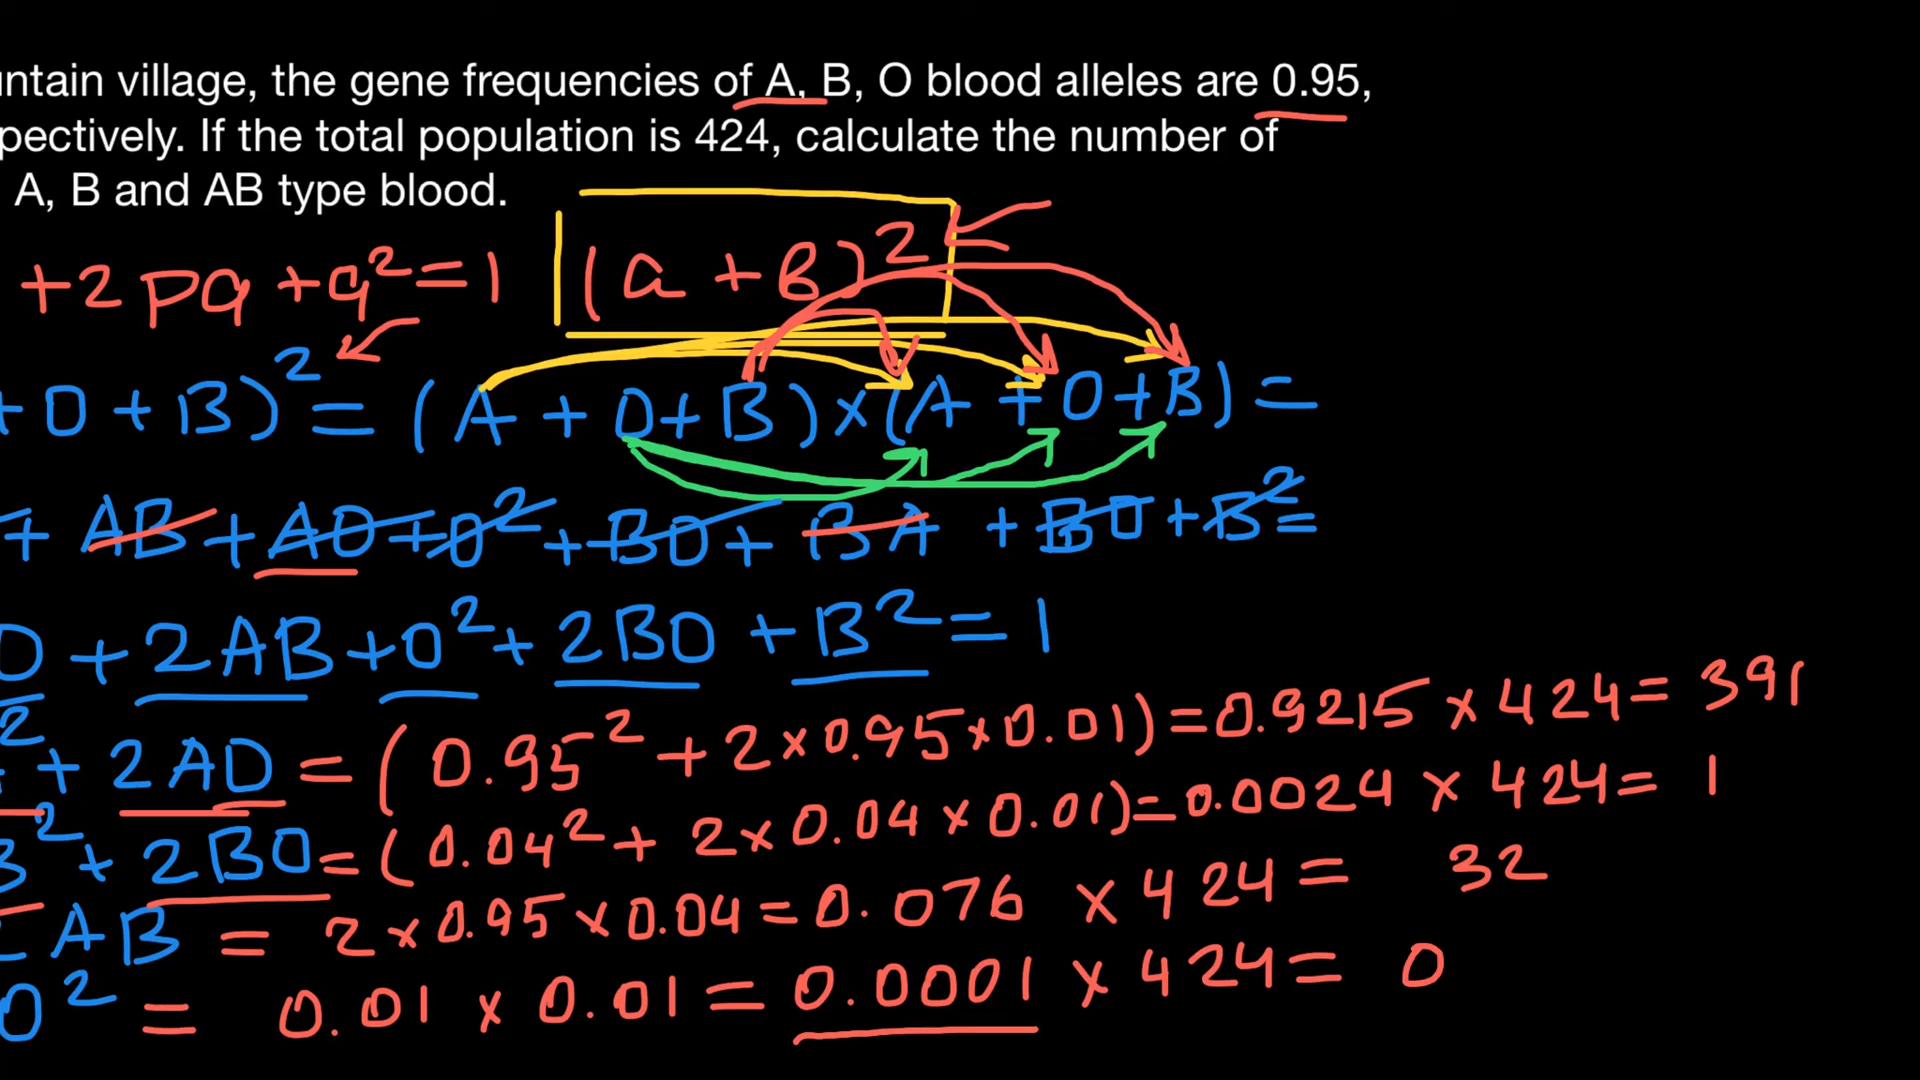 ntain village, the gene frequencies of A, B, O blood alleles are 0.95,
pectively. If the total population is 424, calculate the number of
A, B and AB type blood.
+2pq+q²=1 (a+B)²
+O+B)²=(A+O+B)×(A+O+B)=
+AB+AO+O²+BO+BA+BO+B²=
O+2AB+O²+2BO+B²=1
²+2AO=(0.95²+2×0.95×0.01)=0.9215×424=391
B²+2BO=(0.04²+2×0.04×0.01)=0.0024×424=1
AB=2×0.95×0.04=0.076×424=32
O²=0.01×0.01=0.0001×424=0